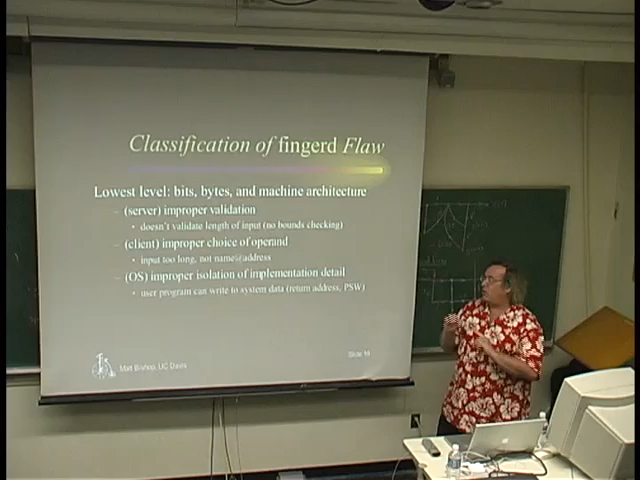 Classification of fingerd Flaw
Lowest level: bits, bytes, and machine architecture
– (server) improper validation
• doesn't validate length of input (no bounds checking)
– (client) improper choice of operand
• input too long, not name@address
– (OS) improper isolation of implementation detail
• user program can write to system data (return address, PSW)
Matt Bishop, UC Davis
Slide